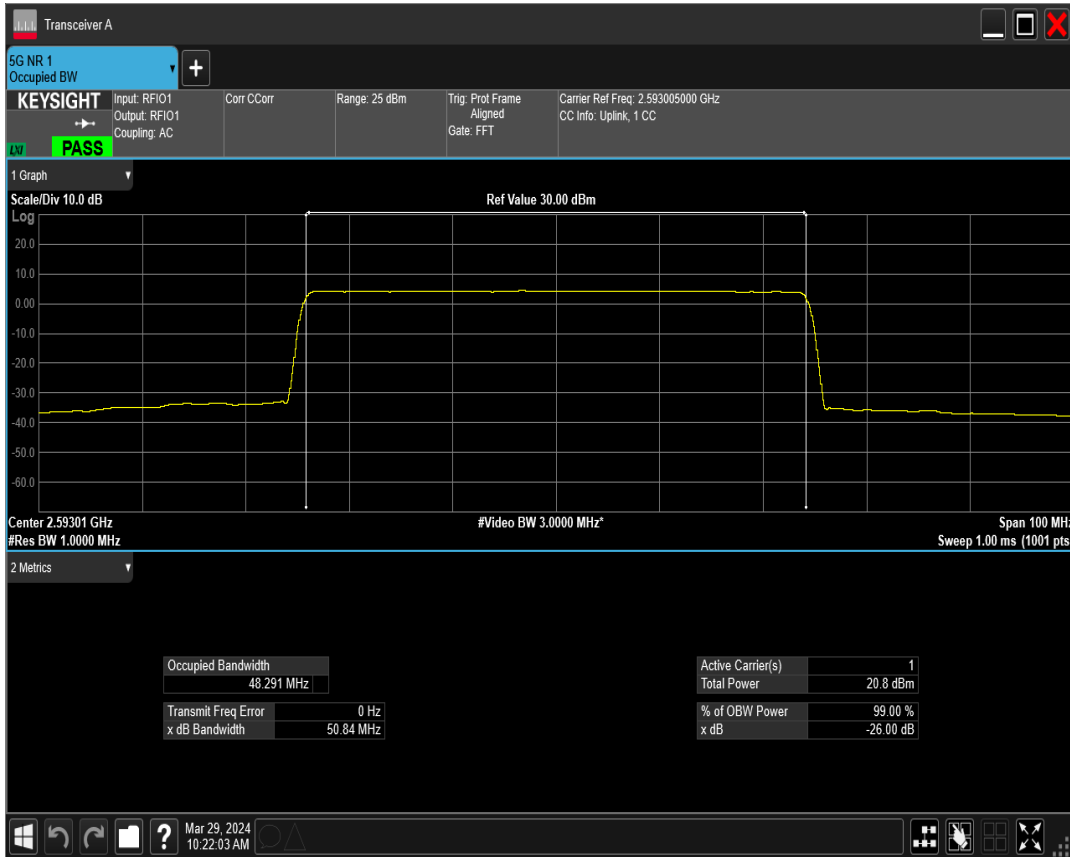 Transceiver A
5G NR 1
Occupied BW
KEYSIGHT
LXI
PASS
Input: RFIO1
Output: RFIO1
Coupling: AC
Corr CCorr
Range: 25 dBm
Trig: Prot Frame
Aligned
Gate: FFT
Carrier Ref Freq: 2.593005000 GHz
CC Info: Uplink, 1 CC
1 Graph
Scale/Div 10.0 dB
Ref Value 30.00 dBm
Log
20.0
10.0
0.00
-10.0
-20.0
-30.0
-40.0
-50.0
-60.0
Center 2.59301 GHz
#Video BW 3.0000 MHz*
Span 100 MHz
#Res BW 1.0000 MHz
Sweep 1.00 ms (1001 pts
2 Metrics
Occupied Bandwidth
48.291 MHz
Transmit Freq Error 0 Hz
x dB Bandwidth 50.84 MHz
Active Carrier(s) 1
Total Power 20.8 dBm
% of OBW Power 99.00 %
x dB -26.00 dB
?
Mar 29, 2024
10:22:03 AM